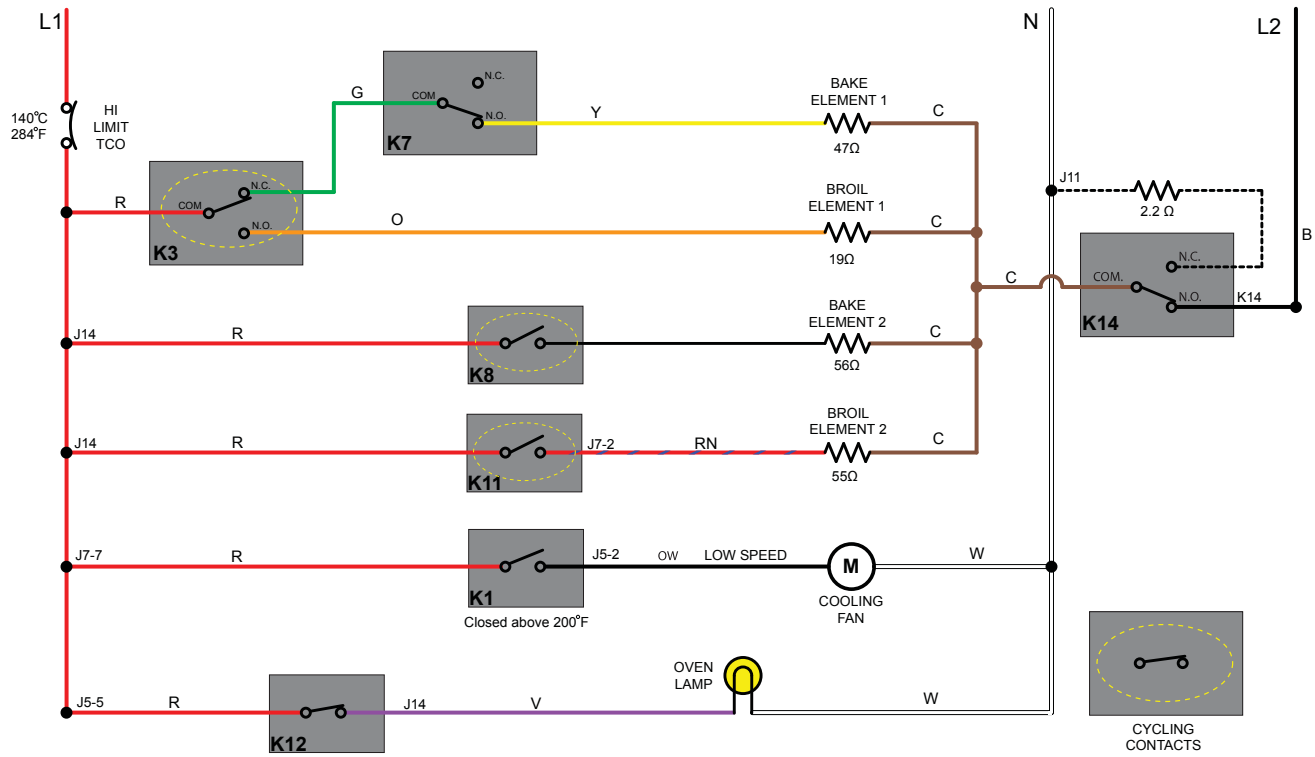 L1
N
L2
140°C
284°F
HI
LIMIT
TCO
G
COM
N.C.
N.O.
K7
Y
BAKE
ELEMENT 1
47Ω
C
R
COM
N.C.
N.O.
K3
O
BROIL
ELEMENT 1
19Ω
C
J11
2.2 Ω
B
C
COM.
N.C.
N.O.
K14
K14
J14
R
K8
BAKE
ELEMENT 2
56Ω
C
J14
R
K11
J7-2
RN
BROIL
ELEMENT 2
55Ω
C
J7-7
R
K1
Closed above 200°F
J5-2
OW
LOW SPEED
M
COOLING
FAN
W
J5-5
R
K12
J14
V
OVEN
LAMP
W
CYCLING
CONTACTS